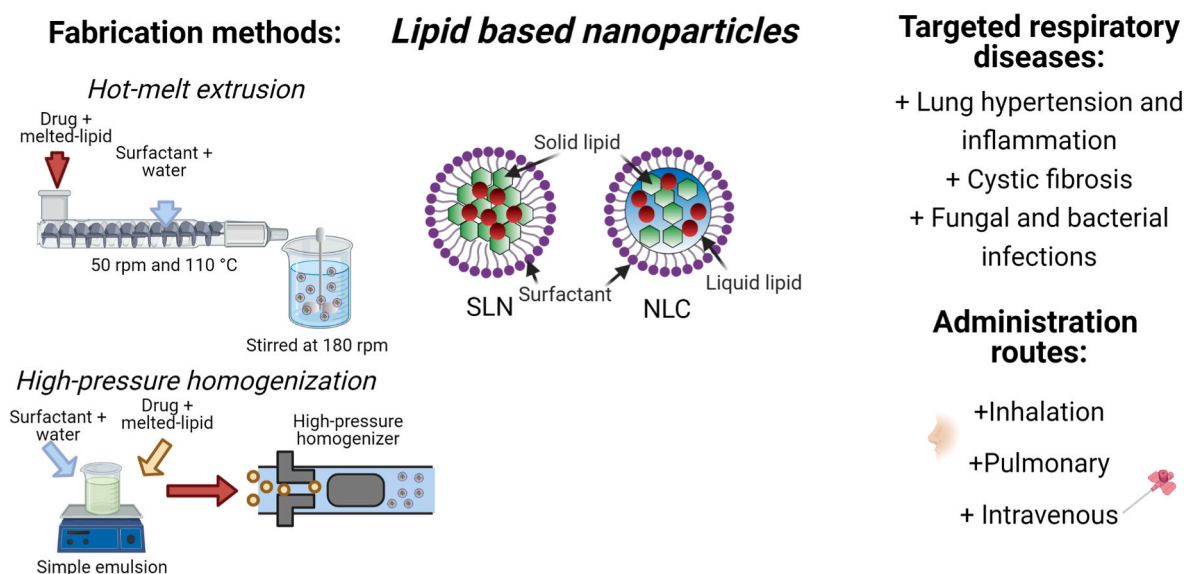 Fabrication methods:
Hot-melt extrusion
Drug +
melted-lipid
Surfactant +
water
50 rpm and 110 °C
Stirred at 180 rpm
High-pressure homogenization
Surfactant +
water
Drug +
melted-lipid
High-pressure
homogenizer
Simple emulsion
Lipid based nanoparticles
Solid lipid
Surfactant
Liquid lipid
SLN
NLC
Targeted respiratory
diseases:
+ Lung hypertension and
inflammation
+ Cystic fibrosis
+ Fungal and bacterial
infections
Administration
routes:
+Inhalation
+Pulmonary
+ Intravenous